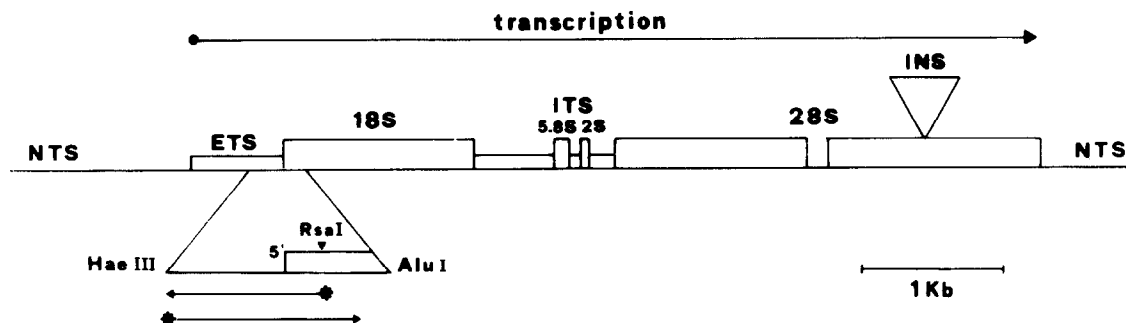 transcription
INS
ITS
18S
5.8S 2S
28S
ETS
NTS
NTS
RsaI
5'
Hae III
Alu I
1Kb